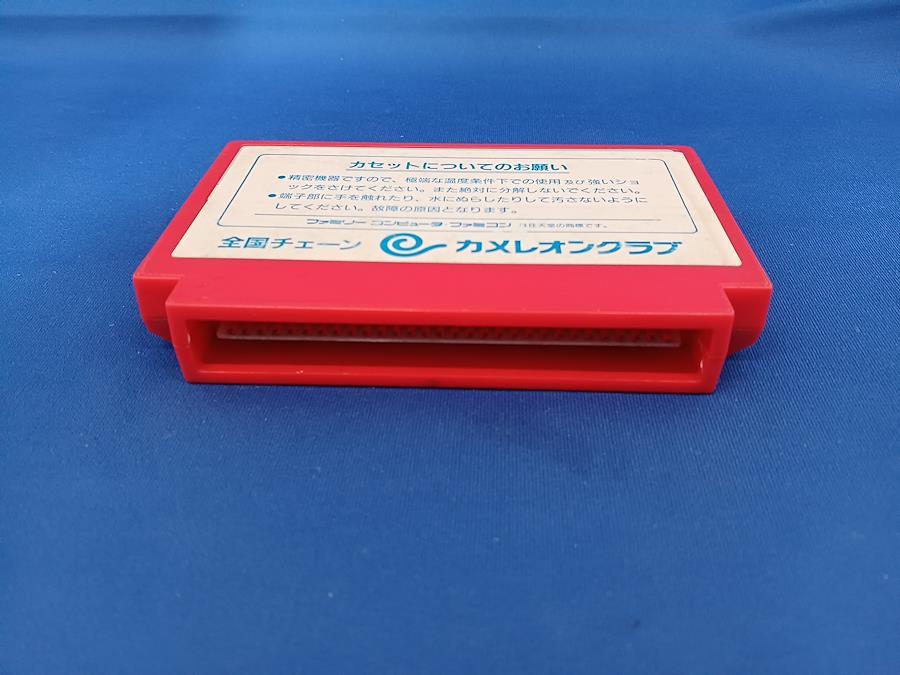 カセットについてのお願い
●精密機器ですので、極端な温度条件下での使用及び強いショ
ックをさけてください。また絶対に分解しないでください。
●端子部に手を触れたり、水にぬらしたりして汚さないように
してください。故障の原因となります。
ファミリーコンピュータ・ファミコンは任天堂の商標です。
全国チェーン カメレオンクラブ